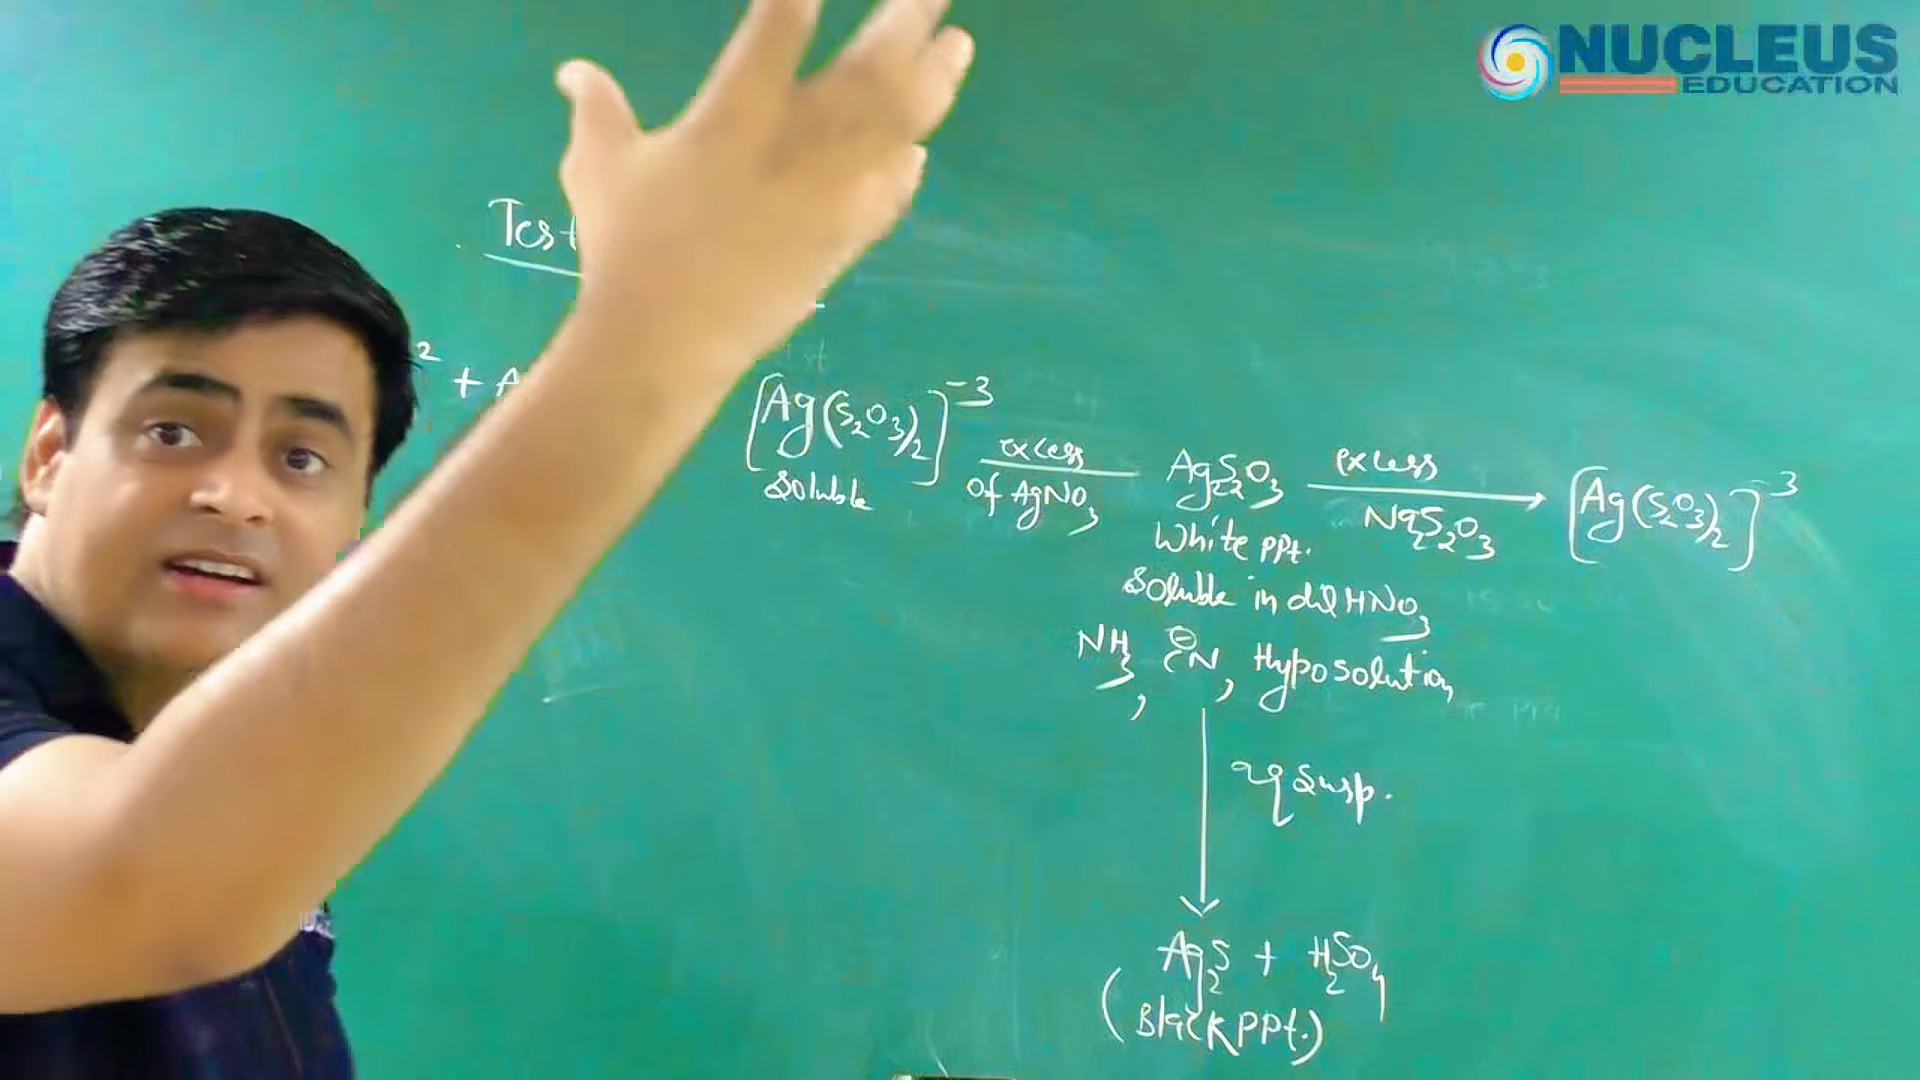 NUCLEUS
EDUCATION
Test
2 + A
[Ag(S2O3)2]-3
Soluble
excess
Of AgNO3
Ag2S2O3
White ppt.
Soluble in dil HNO3
NH3, CN⊖, Hyposolution,
excess
Na2S2O3
[Ag(S2O3)2]-3
aq Susp.
Ag2S + H2SO4
(Black ppt.)